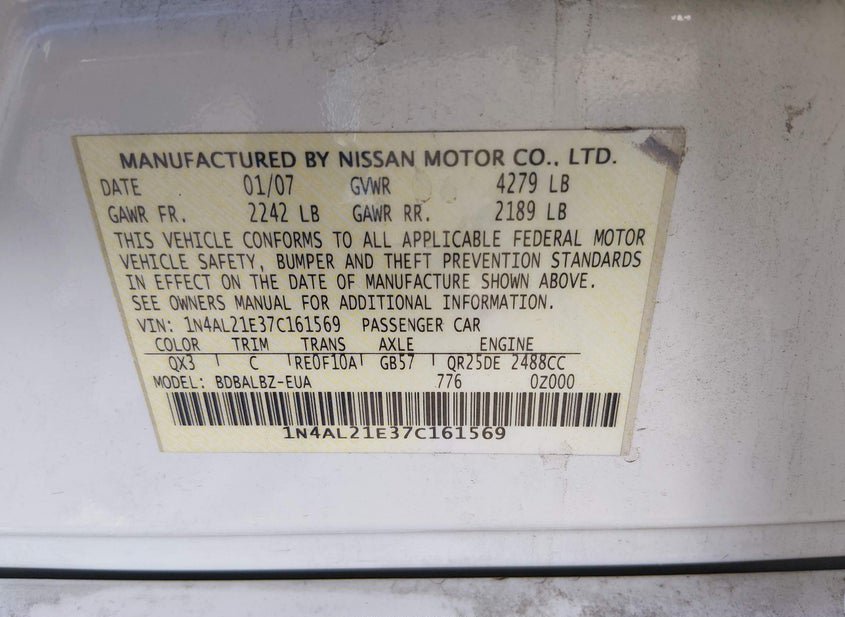 MANUFACTURED BY NISSAN MOTOR CO., LTD.
DATE 01/07 GVWR 4279 LB
GAWR FR. 2242 LB GAWR RR. 2189 LB
THIS VEHICLE CONFORMS TO ALL APPLICABLE FEDERAL MOTOR
VEHICLE SAFETY, BUMPER AND THEFT PREVENTION STANDARDS
IN EFFECT ON THE DATE OF MANUFACTURE SHOWN ABOVE.
SEE OWNERS MANUAL FOR ADDITIONAL INFORMATION.
VIN: 1N4AL21E37C161569 PASSENGER CAR
COLOR TRIM TRANS AXLE ENGINE
QX3 C RE0F10A GB57 QR25DE 2488CC
MODEL: BDBALBZ-EUA 776 0Z000
1N4AL21E37C161569